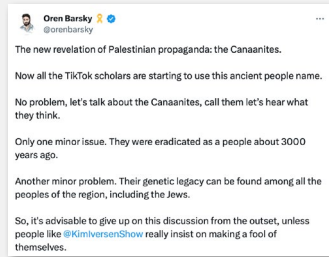 Oren Barsky 🎗️
@orenbarsky
The new revelation of Palestinian propaganda: the Canaanites.
Now all the TikTok scholars are starting to use this ancient people name.
No problem, let's talk about the Canaanites, call them let's hear what
they think.
Only one minor issue. They were eradicated as a people about 3000
years ago.
Another minor problem. Their genetic legacy can be found among all the
peoples of the region, including the Jews.
So, it's advisable to give up on this discussion from the outset, unless
people like @KimIversenShow really insist on making a fool of
themselves.